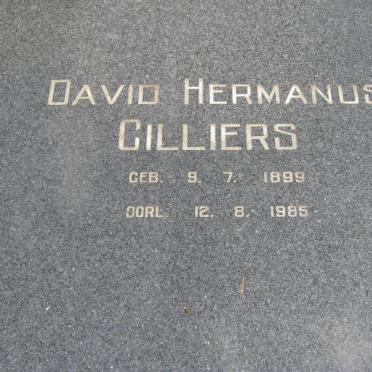 DAVID HERMANUS
CILLIERS
GEB. 9. 7. 1899
OORL. 12. 8. 1985